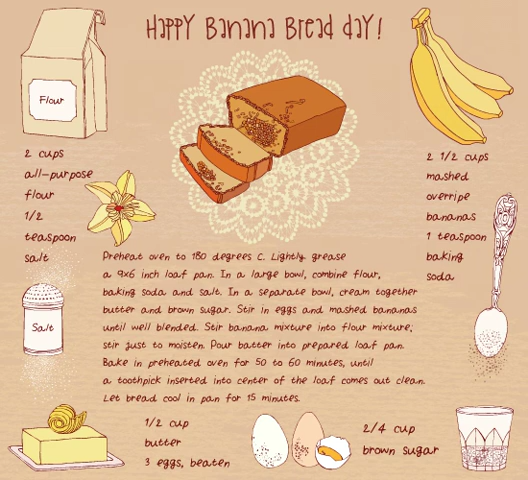 Happy Banana Bread day!
Flour
2 cups
all-purpose
flour
1/2
teaspoon
salt
Salt
2 1/2 cups
mashed
overripe
bananas
1 teaspoon
baking
soda
Preheat oven to 180 degrees C. Lightly grease
a 9x6 inch loaf pan. In a large bowl, combine flour,
baking soda and salt. In a separate bowl, cream together
butter and brown sugar. Stir in eggs and mashed bananas
until well blended. Stir banana mixture into flour mixture;
stir just to moisten. Pour batter into prepared loaf pan.
Bake in preheated oven for 50 to 60 minutes, until
a toothpick inserted into center of the loaf comes out clean.
Let bread cool in pan for 15 minutes.
1/2 cup
butter
3 eggs, beaten
2/4 cup
brown sugar